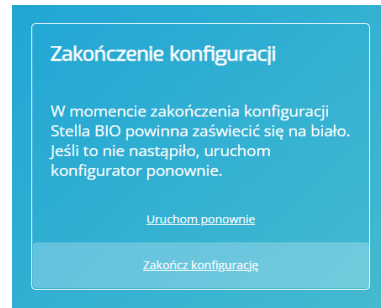 Zakończenie konfiguracji
W momencie zakończenia konfiguracji
Stella BIO powinna zaświecić się na biało.
Jeśli to nie nastąpiło, uruchom
konfigurator ponownie.
Uruchom ponownie
Zakończ konfigurację